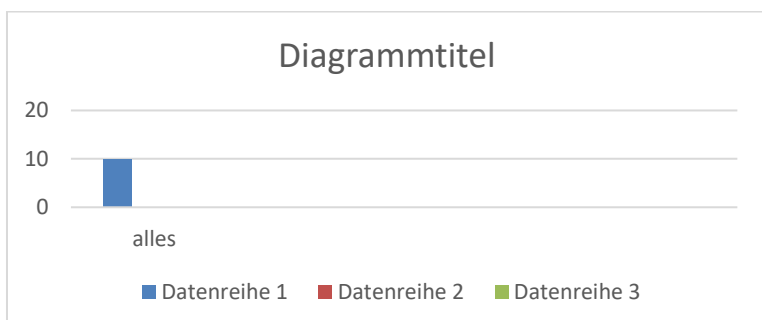 Diagrammtitel
20
10
0
alles
Datenreihe 1 Datenreihe 2 Datenreihe 3